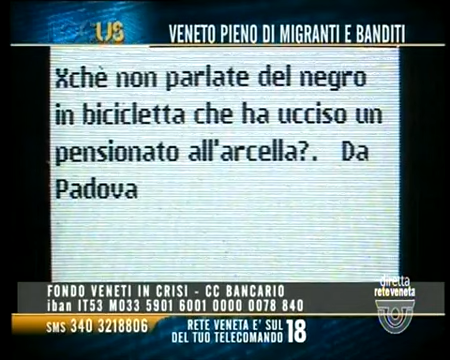 FOCUS
VENETO PIENO DI MIGRANTI E BANDITI
Xchè non parlate del negro
in bicicletta che ha ucciso un
pensionato all'arcella?. Da
Padova
diretta
reteveneta
FONDO VENETI IN CRISI - CC BANCARIO
iban IT53 M033 5901 6001 0000 0078 840
SMS 340 3218806
RETE VENETA E' SUL
DEL TUO TELECOMANDO 18